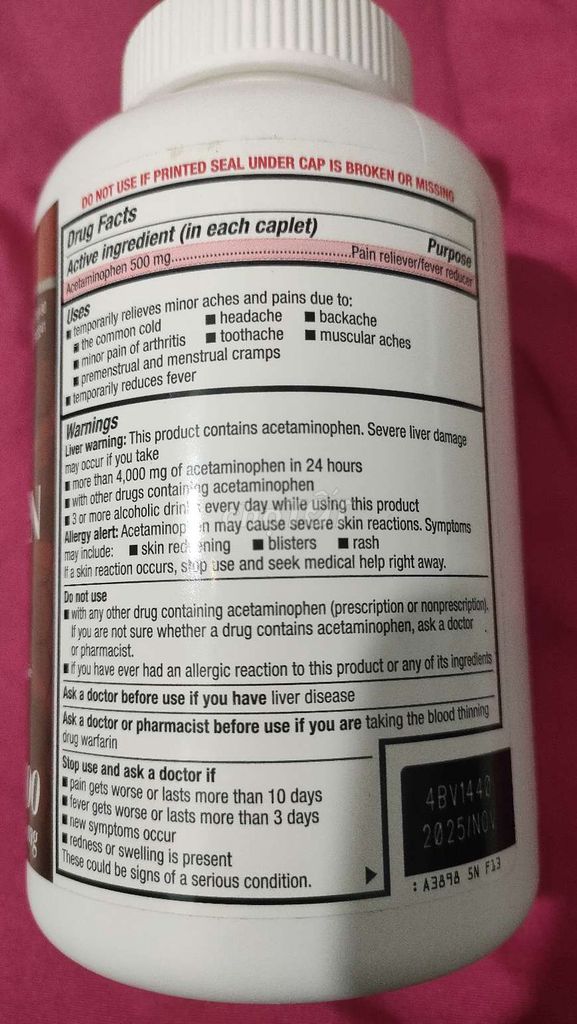 DO NOT USE IF PRINTED SEAL UNDER CAP IS BROKEN OR MISSING
Drug Facts
Active ingredient (in each caplet) Purpose
Acetaminophen 500 mg......................................................Pain reliever/fever reducer
Uses
■ temporarily relieves minor aches and pains due to:
■ the common cold ■ headache ■ backache
■ minor pain of arthritis ■ toothache ■ muscular aches
■ premenstrual and menstrual cramps
■ temporarily reduces fever
Warnings
Liver warning: This product contains acetaminophen. Severe liver damage
may occur if you take
■ more than 4,000 mg of acetaminophen in 24 hours
■ with other drugs containing acetaminophen
■ 3 or more alcoholic drinks every day while using this product
Allergy alert: Acetaminophen may cause severe skin reactions. Symptoms
may include: ■ skin reddening ■ blisters ■ rash
If a skin reaction occurs, stop use and seek medical help right away.
Do not use
■ with any other drug containing acetaminophen (prescription or nonprescription).
If you are not sure whether a drug contains acetaminophen, ask a doctor
or pharmacist.
■ if you have ever had an allergic reaction to this product or any of its ingredients
Ask a doctor before use if you have liver disease
Ask a doctor or pharmacist before use if you are taking the blood thinning
drug warfarin
Stop use and ask a doctor if
■ pain gets worse or lasts more than 10 days
■ fever gets worse or lasts more than 3 days
■ new symptoms occur
■ redness or swelling is present
These could be signs of a serious condition.
4BV1440
2025/NOV
: A3898 SN F13
N
00
mg